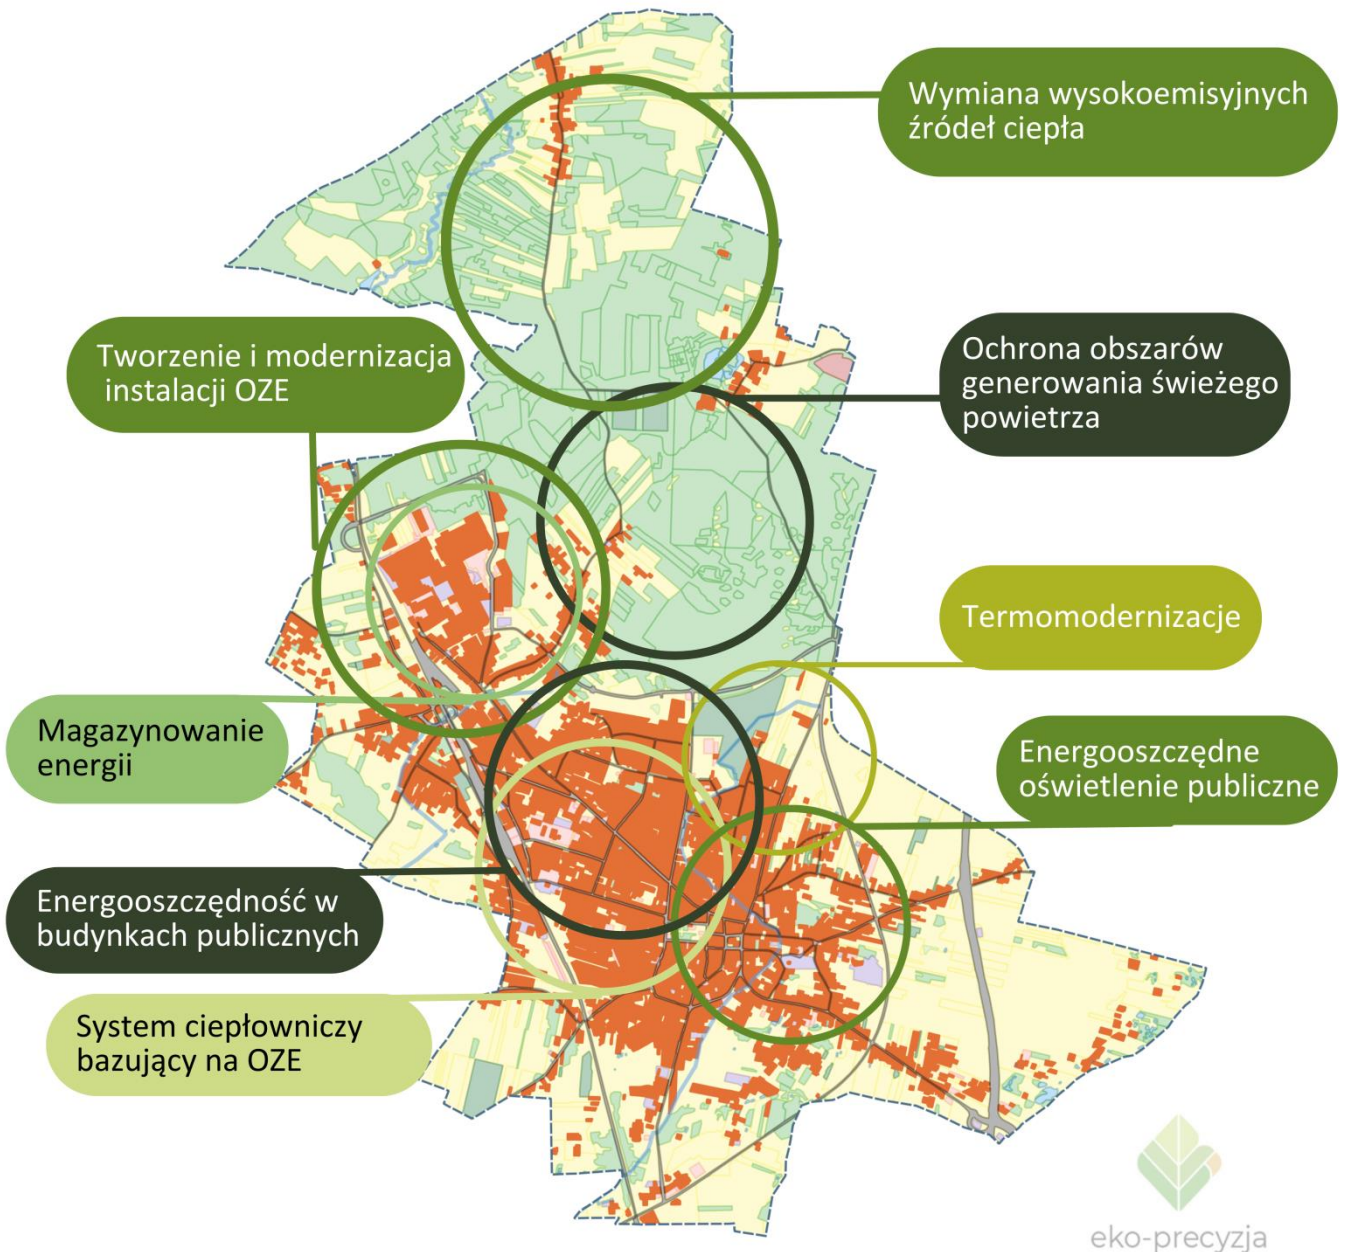 Wymiana wysokoemisyjnych
źródeł ciepła
Tworzenie i modernizacja
instalacji OZE
Ochrona obszarów
generowania świeżego
powietrza
Termomodernizacje
Magazynowanie
energii
Energooszczędne
oświetlenie publiczne
Energooszczędność w
budynkach publicznych
System ciepłowniczy
bazujący na OZE
eko-precyzja